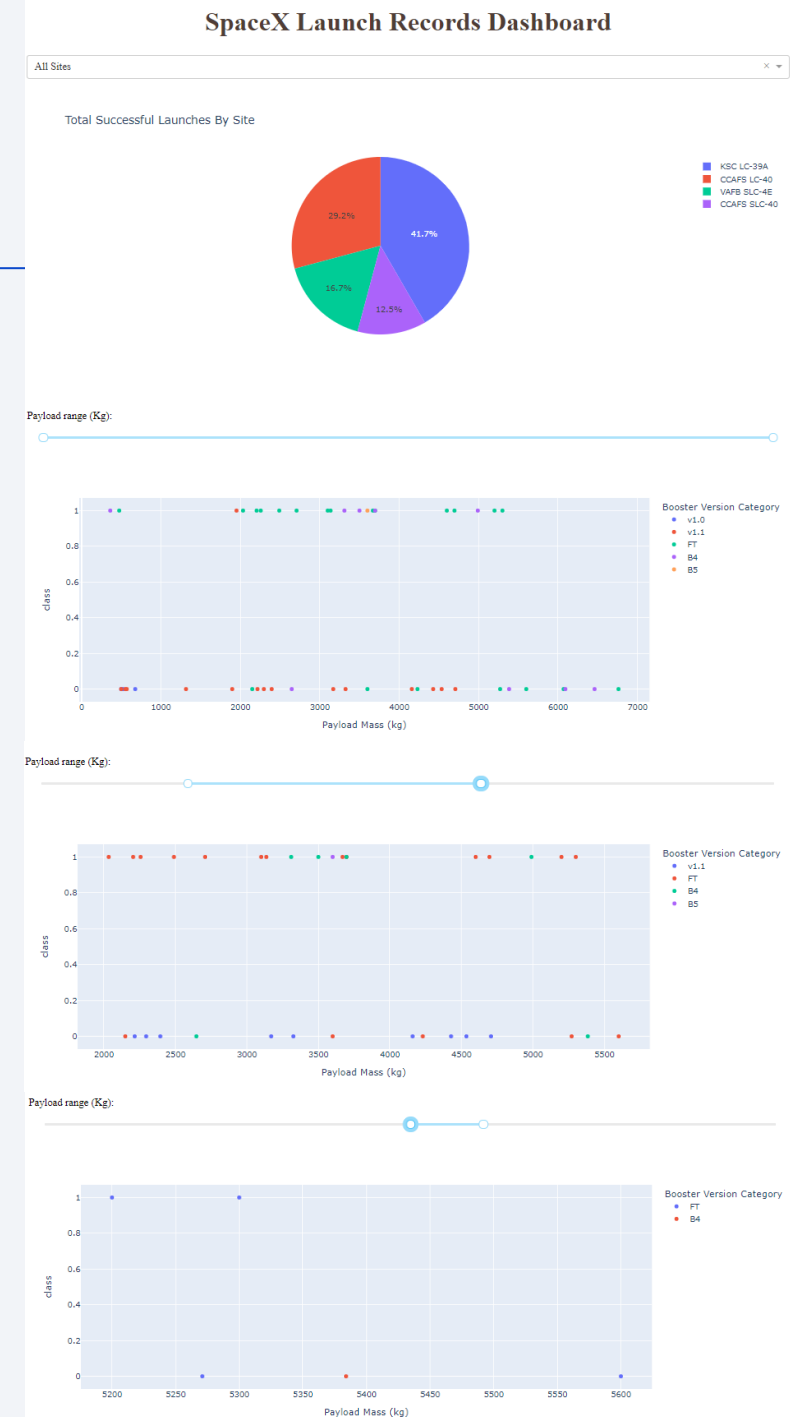 SpaceX Launch Records Dashboard
All Sites
Total Successful Launches By Site
KSC LC-39A
CCAFS LC-40
VAFB SLC-4E
CCAFS SLC-40
29.2%
41.7%
16.7%
12.5%
Payload range (Kg):
Booster Version Category
v1.0
v1.1
FT
B4
B5
1
0.8
0.6
0.4
0.2
0
class
0 1000 2000 3000 4000 5000 6000 7000
Payload Mass (kg)
Payload range (Kg):
Booster Version Category
v1.1
FT
B4
B5
1
0.8
0.6
0.4
0.2
0
class
2000 2500 3000 3500 4000 4500 5000 5500
Payload Mass (kg)
Payload range (Kg):
Booster Version Category
FT
B4
1
0.8
0.6
0.4
0.2
0
class
5200 5250 5300 5350 5400 5450 5500 5550 5600
Payload Mass (kg)